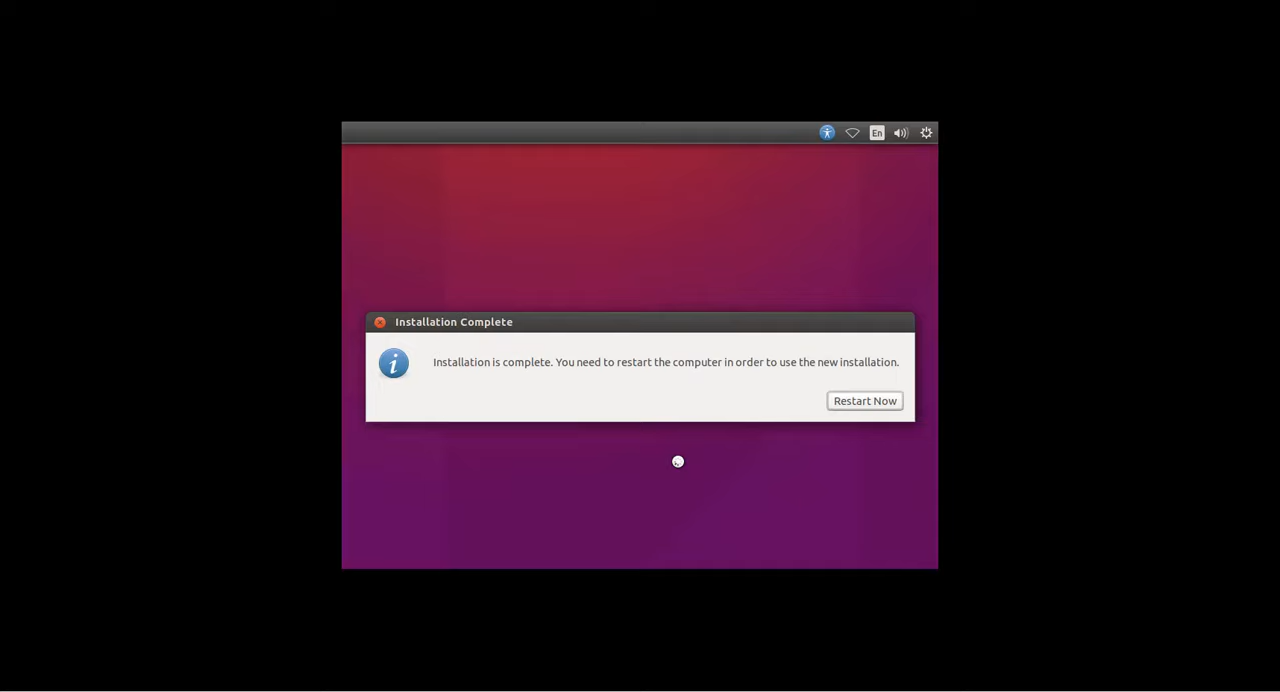 En
Installation Complete
Installation is complete. You need to restart the computer in order to use the new installation.
Restart Now